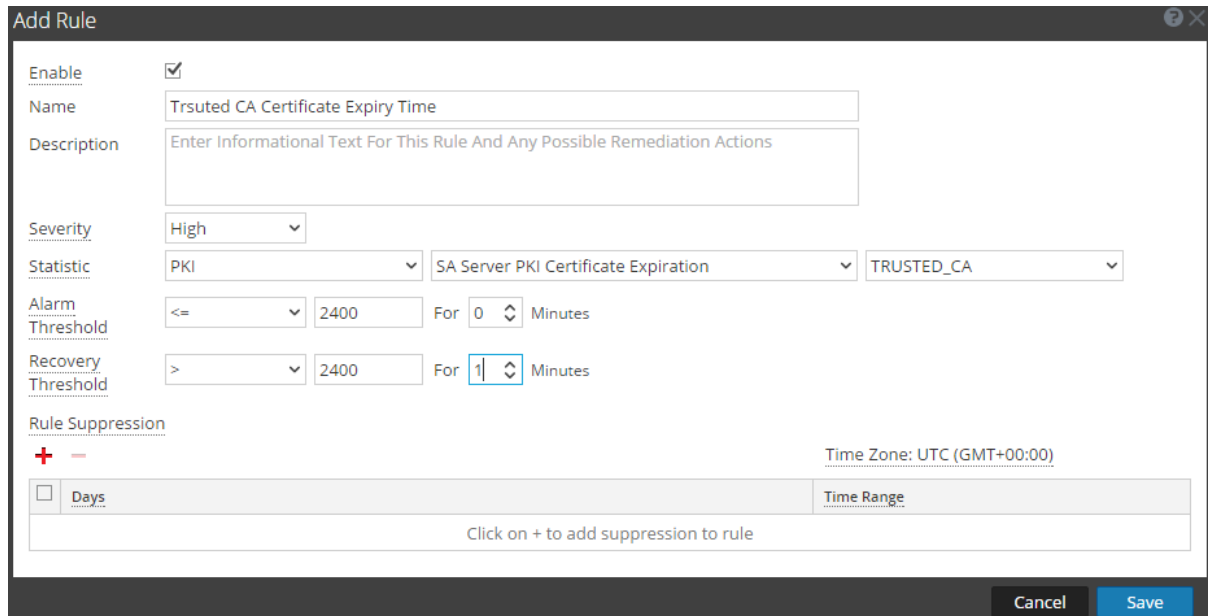 Add Rule
Enable
Name Trsuted CA Certificate Expiry Time
Description Enter Informational Text For This Rule And Any Possible Remediation Actions
Severity High
Statistic PKI SA Server PKI Certificate Expiration TRUSTED_CA
Alarm
Threshold <= 2400 For 0 Minutes
Recovery
Threshold > 2400 For 1 Minutes
Rule Suppression
+ − Time Zone: UTC (GMT+00:00)
Days Time Range
Click on + to add suppression to rule
Cancel Save